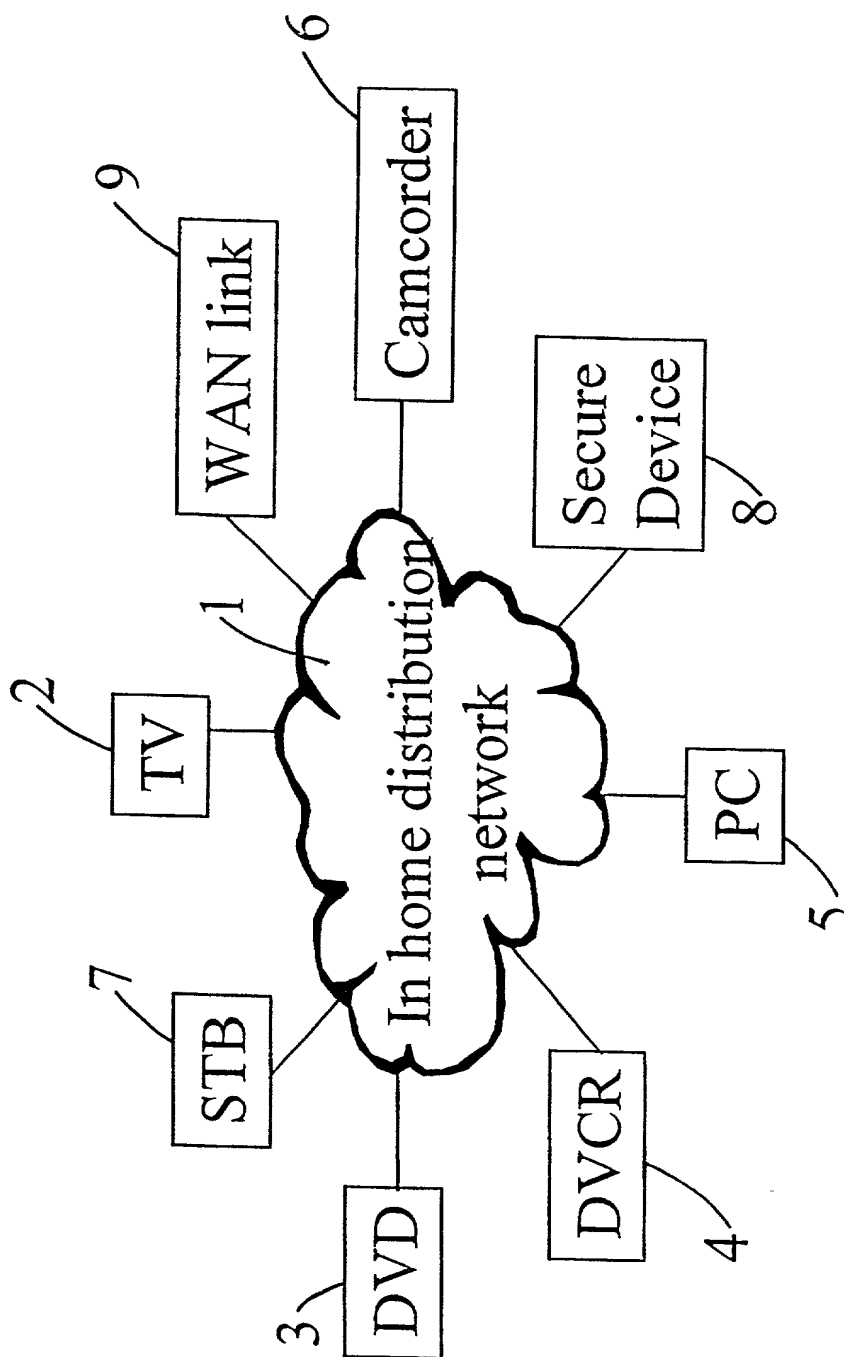 7
STB
2
TV
9
WAN link
1
3
DVD
In home distribution
network
6
Camcorder
DVCR
4
PC
5
Secure
Device
8